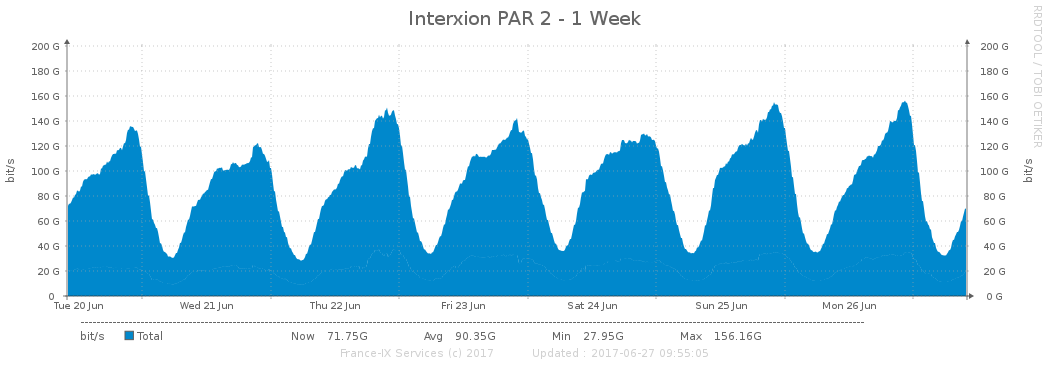 Interxion PAR 2 - 1 Week
RRDTOOL / TOBI OETIKER
bit/s
200 G
180 G
160 G
140 G
120 G
100 G
80 G
60 G
40 G
20 G
0
200 G
180 G
160 G
140 G
120 G
100 G
80 G
60 G
40 G
20 G
0 G
bit/s
Tue 20 Jun Wed 21 Jun Thu 22 Jun Fri 23 Jun Sat 24 Jun Sun 25 Jun Mon 26 Jun
bit/s Total Now 71.75G Avg 90.35G Min 27.95G Max 156.16G
France-IX Services (c) 2017 Updated : 2017-06-27 09:55:05